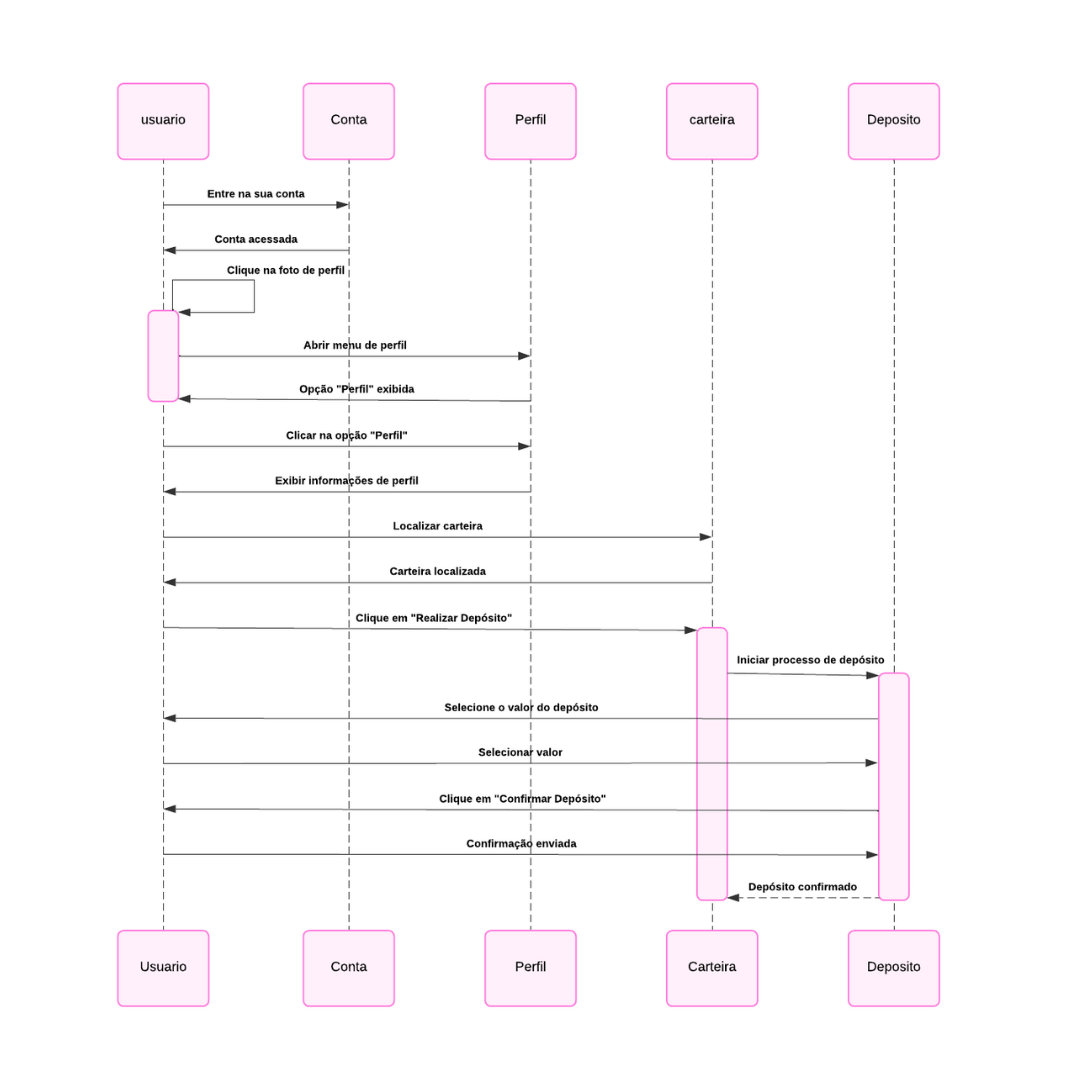 usuario
Conta
Perfil
carteira
Deposito
Entre na sua conta
Conta acessada
Clique na foto de perfil
Abrir menu de perfil
Opção "Perfil" exibida
Clicar na opção "Perfil"
Exibir informações de perfil
Localizar carteira
Carteira localizada
Clique em "Realizar Depósito"
Iniciar processo de depósito
Selecione o valor do depósito
Selecionar valor
Clique em "Confirmar Depósito"
Confirmação enviada
Depósito confirmado
Usuario
Conta
Perfil
Carteira
Deposito